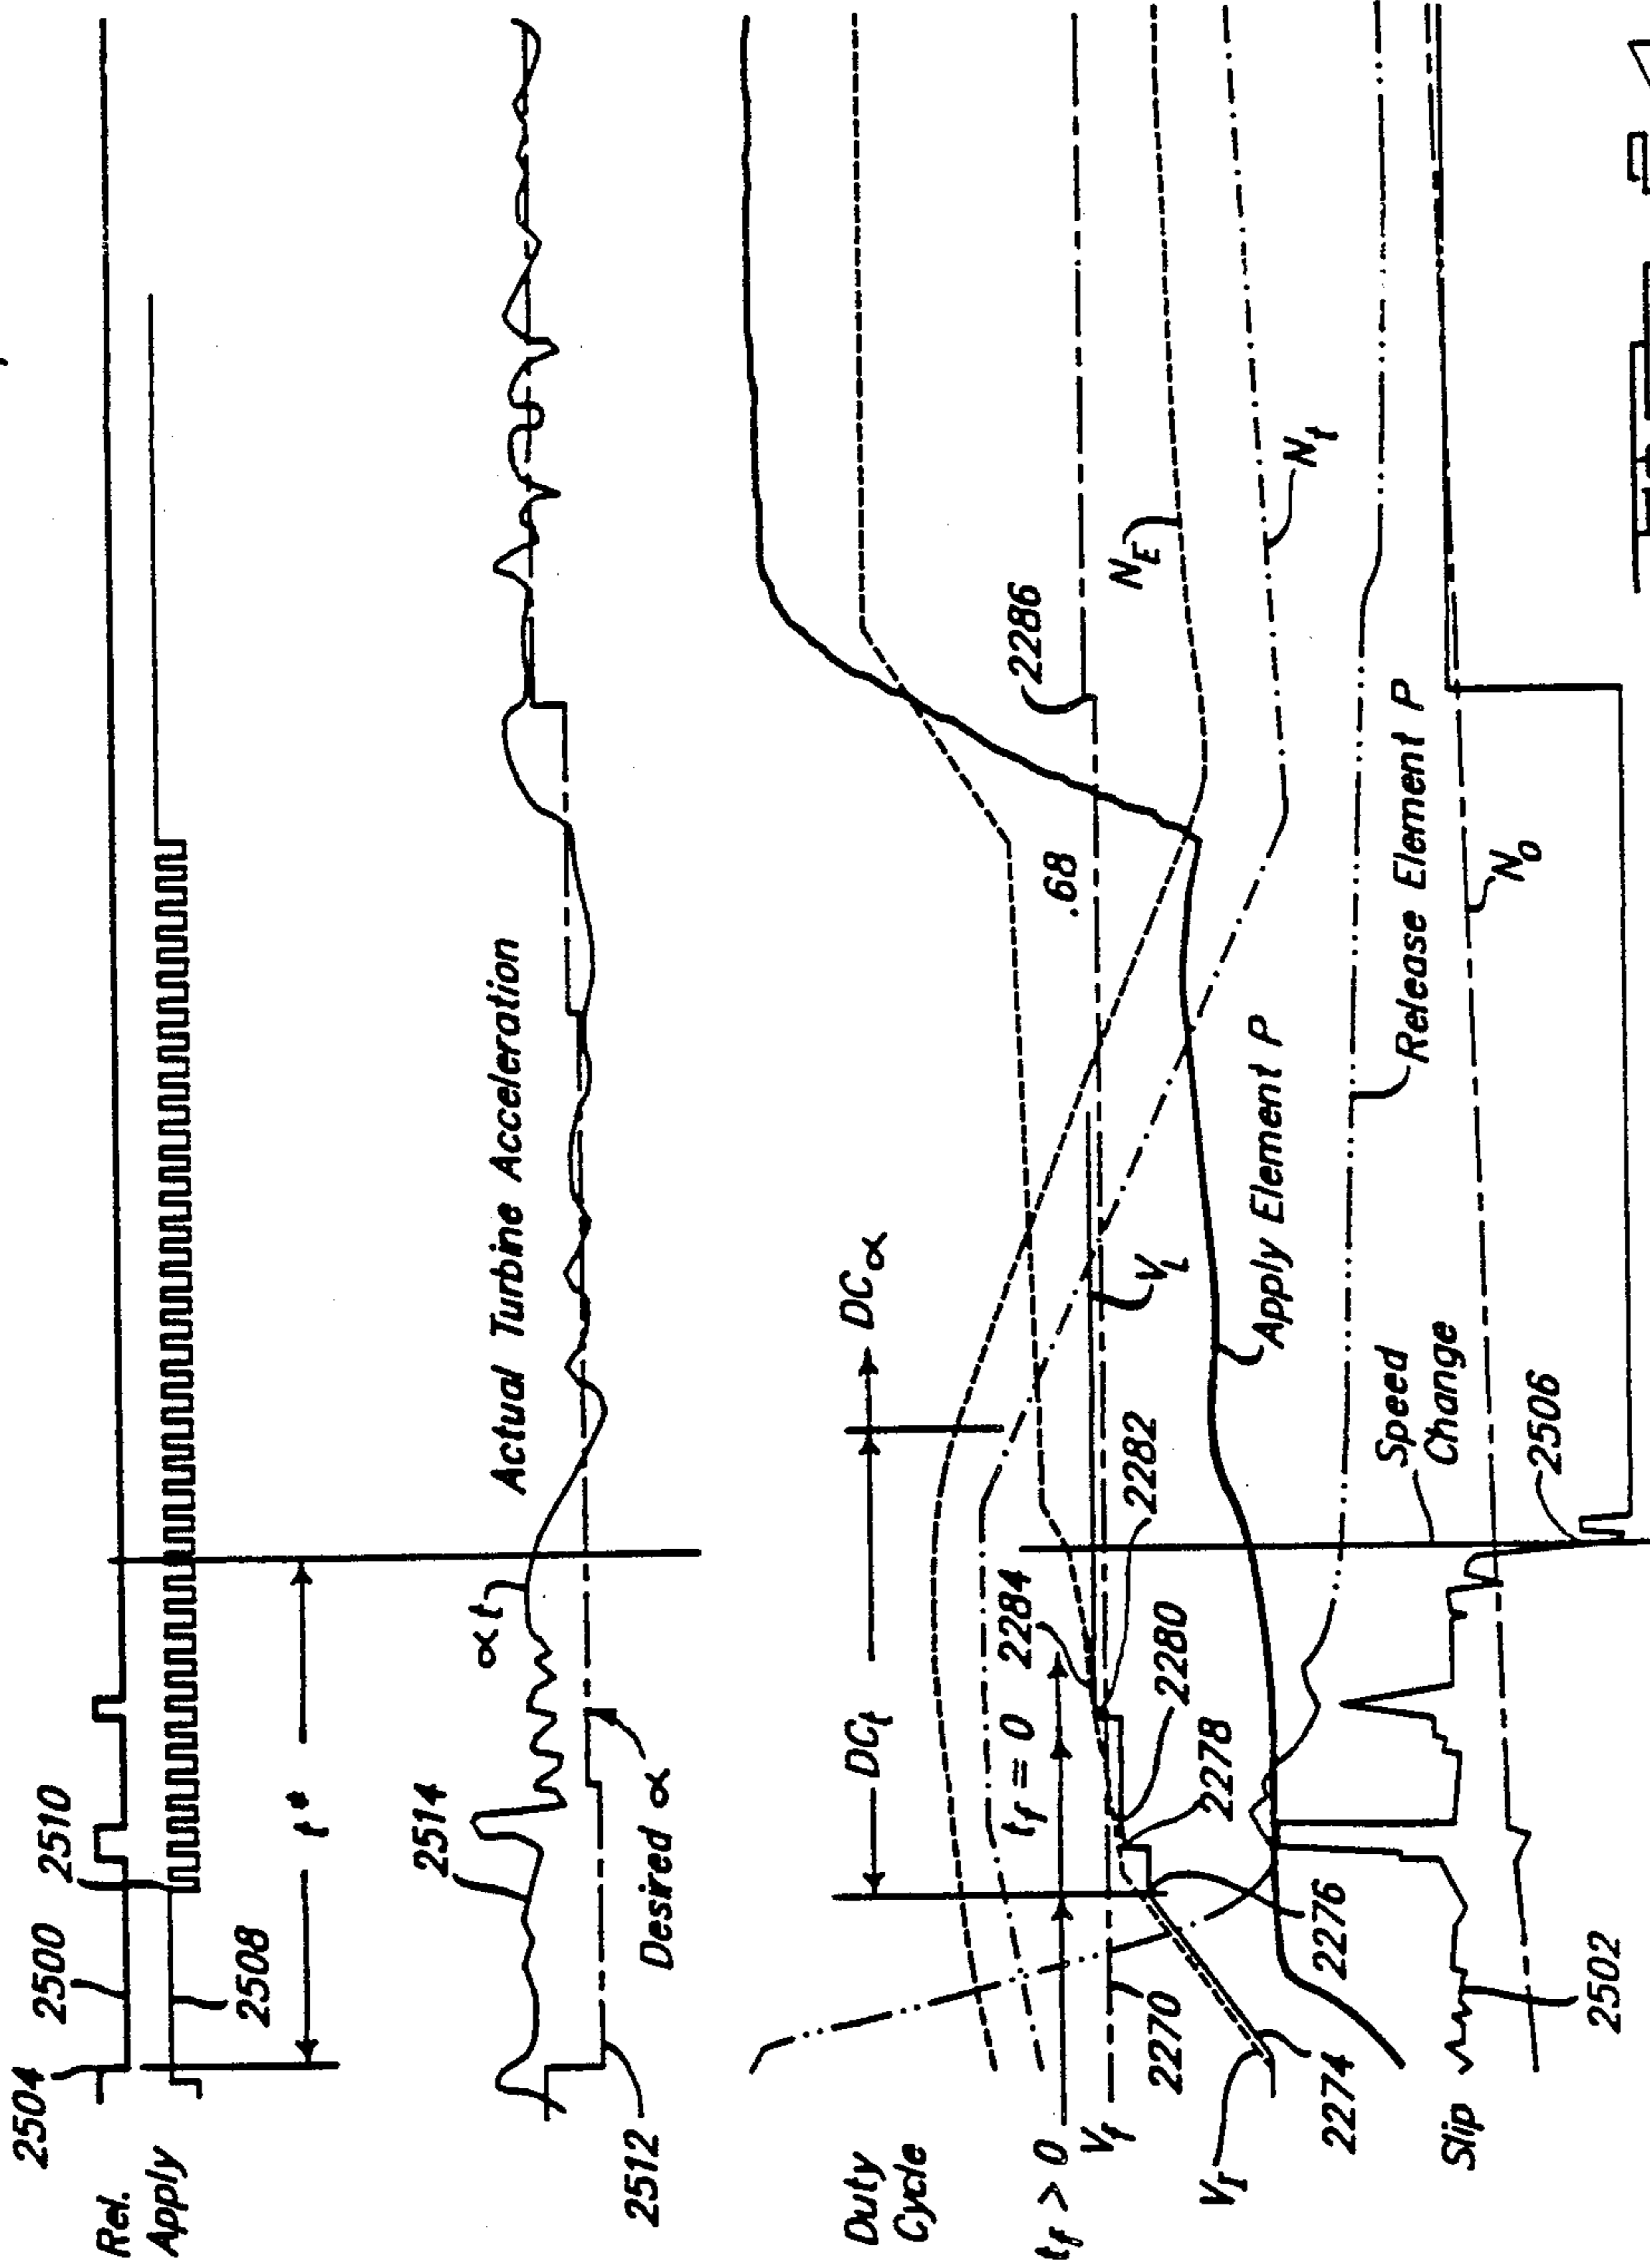 2504
2500
2510
Rel.
Apply
2508
t*
2514
αt
Actual Turbine Acceleration
2512
Desired α
Duty
Cycle
DCt
DCα
tf > 0
tf = 0
2284
.68
2286
Vf
2270
2282
VL
NE
VI
2274
2276
2278
2280
Apply Element P
Nt
Release Element P
Speed
Change
Slip
2502
2506
No